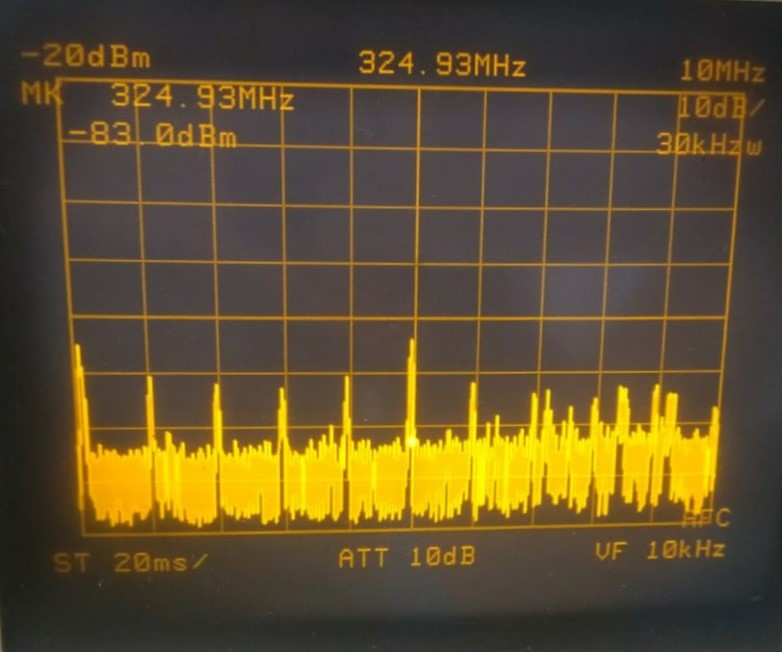 -20dBm 324.93MHz 10MHz
MK 324.93MHz 10dB/
-83.0dBm 30kHz w
AFC
ST 20ms/ ATT 10dB VF 10kHz